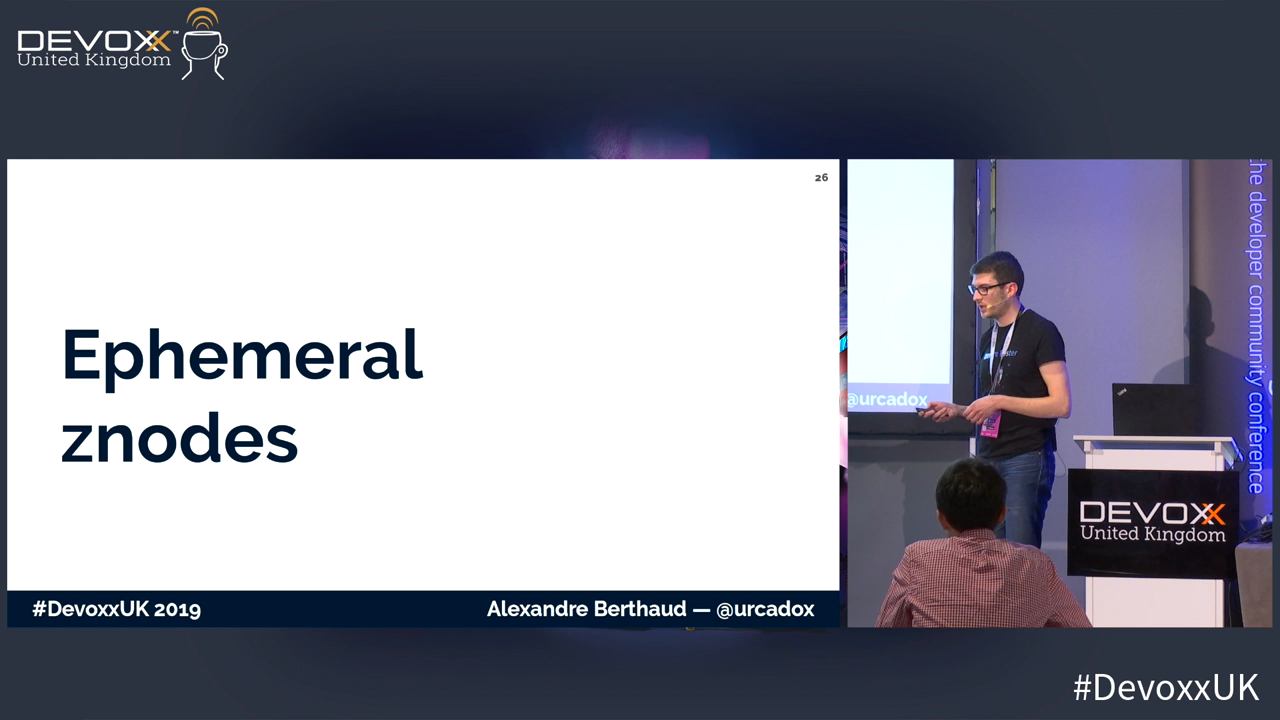 DEVOXX™
United Kingdom
26
Ephemeral
znodes
#DevoxxUK 2019
Alexandre Berthaud — @urcadox
@urcadox
the developer community conference
DEVOXX
United Kingdom
#DevoxxUK